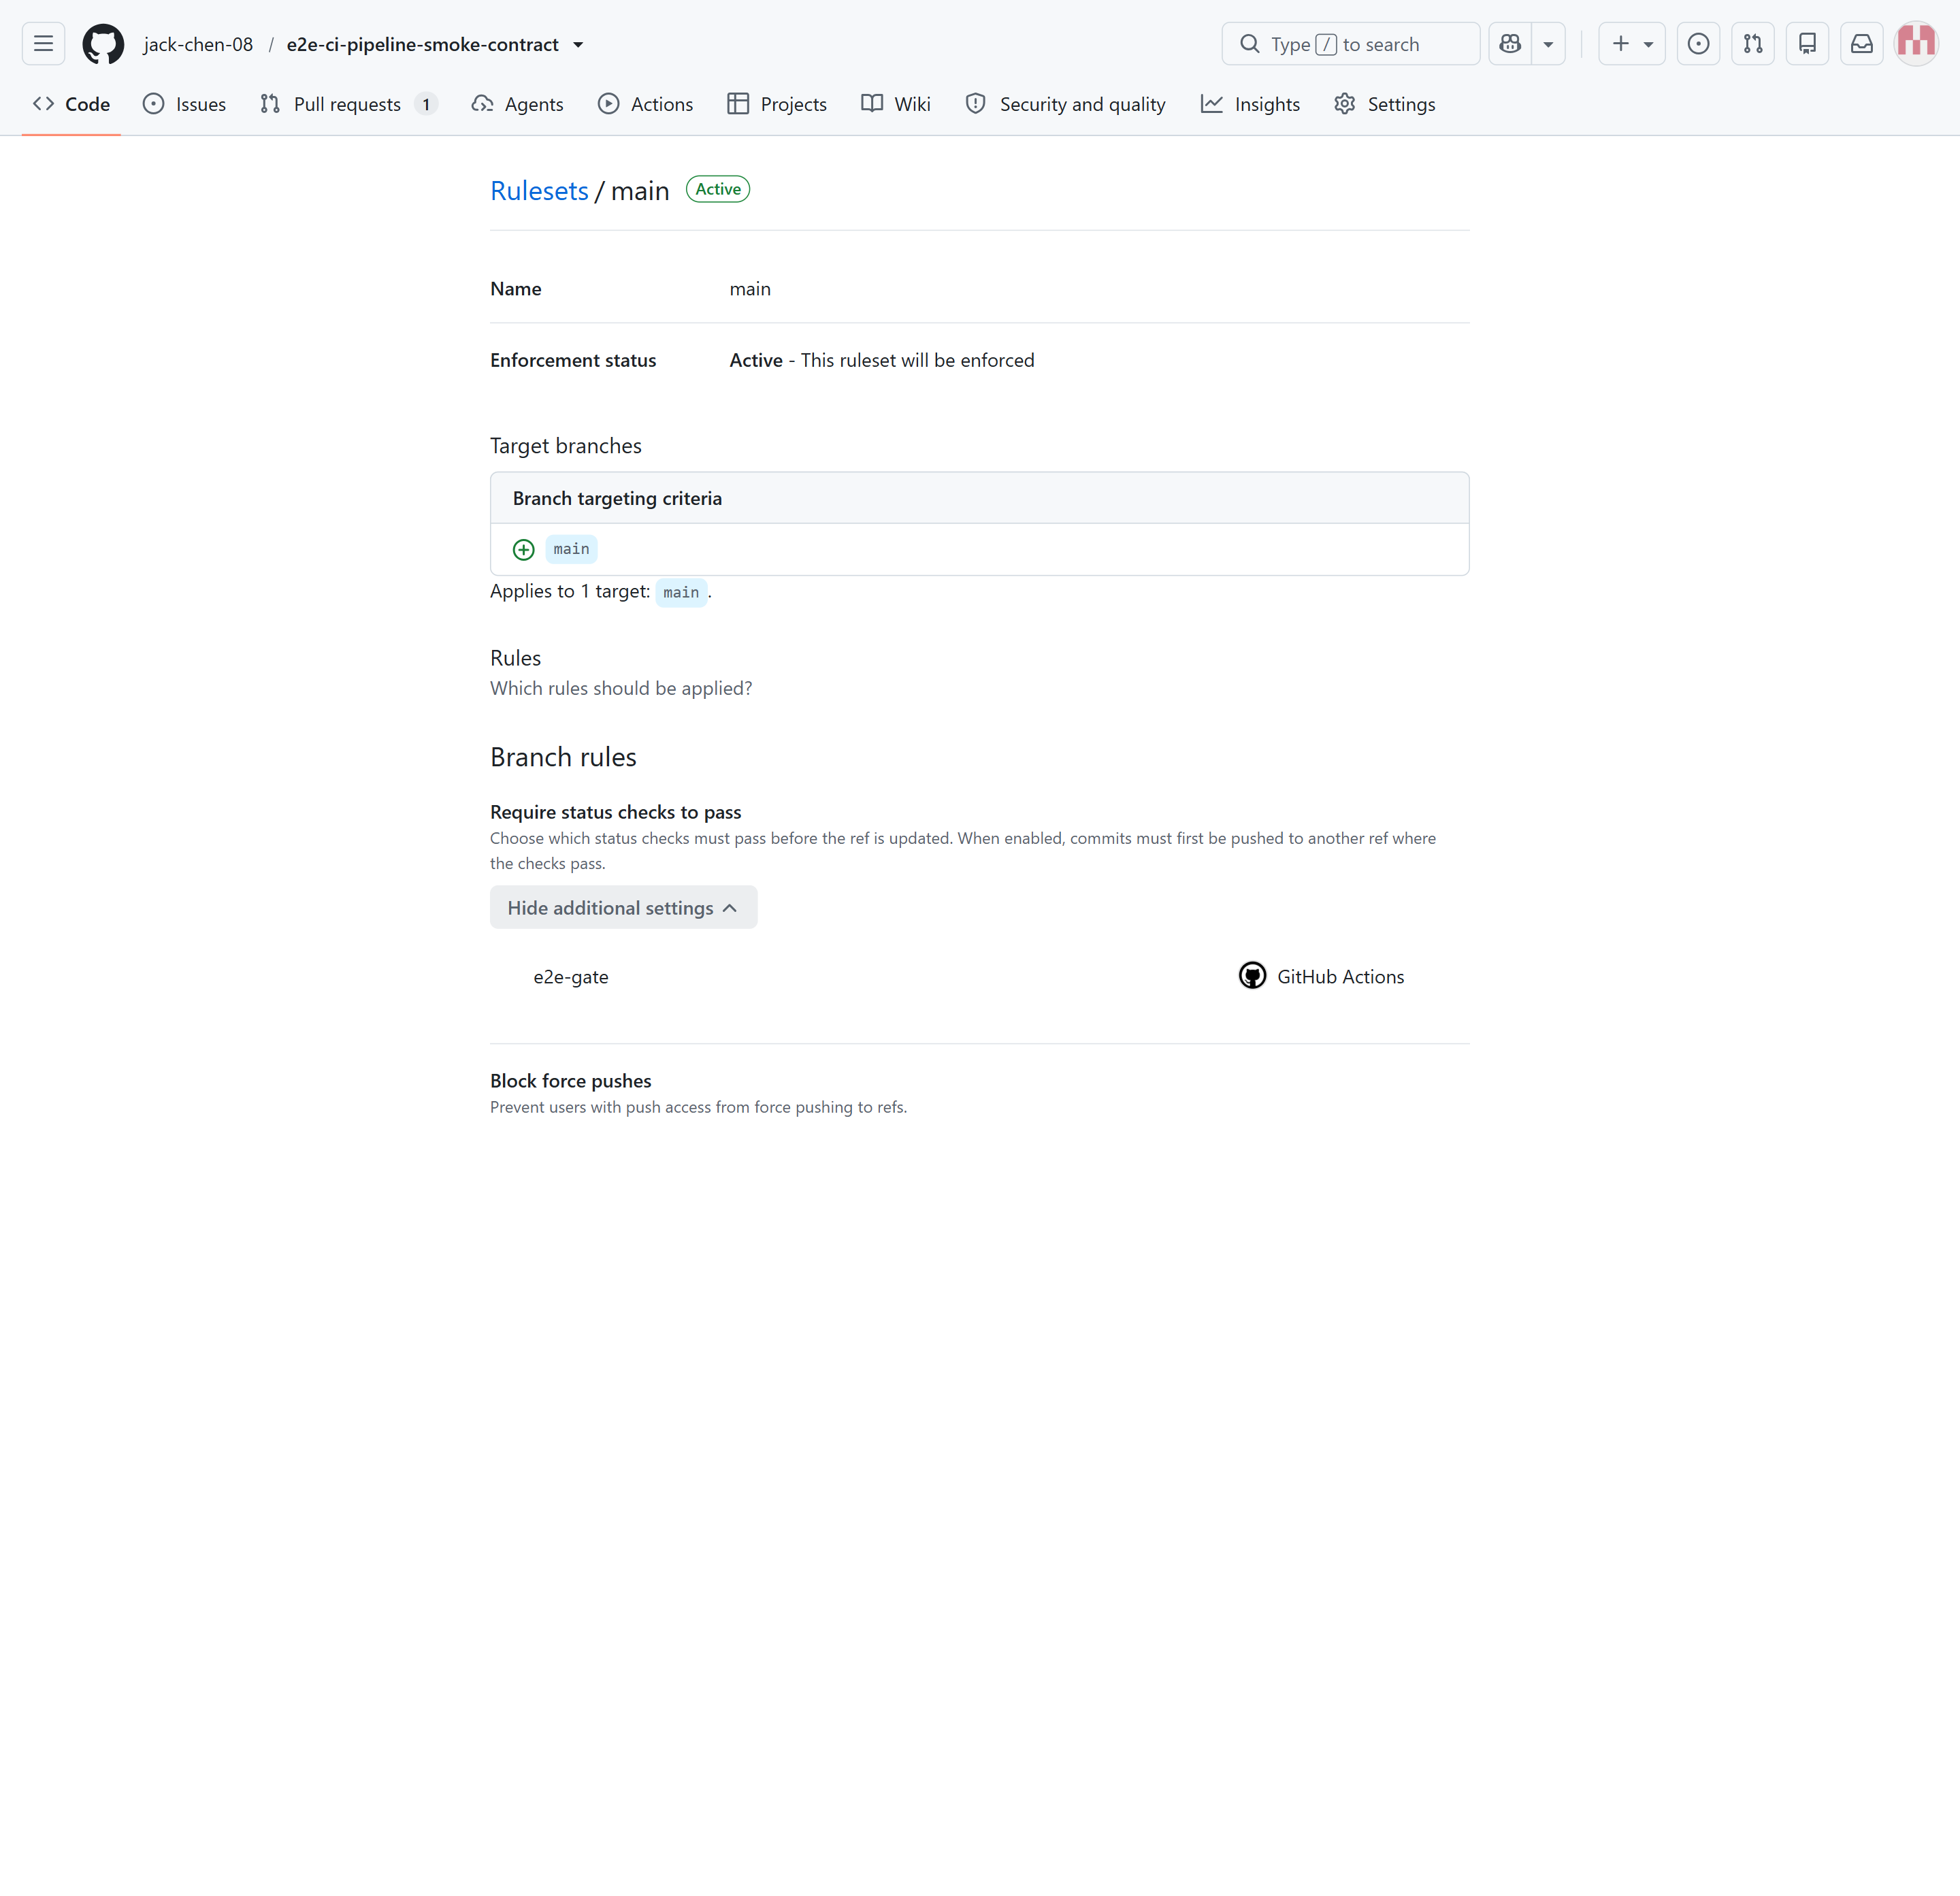 jack-chen-08 / e2e-ci-pipeline-smoke-contract
Type / to search
Code Issues Pull requests 1 Agents Actions Projects Wiki Security and quality Insights Settings
Rulesets / main Active
Name main
Enforcement status Active - This ruleset will be enforced
Target branches
Branch targeting criteria
main
Applies to 1 target: main.
Rules
Which rules should be applied?
Branch rules
Require status checks to pass
Choose which status checks must pass before the ref is updated. When enabled, commits must first be pushed to another ref where
the checks pass.
Hide additional settings
e2e-gate GitHub Actions
Block force pushes
Prevent users with push access from force pushing to refs.